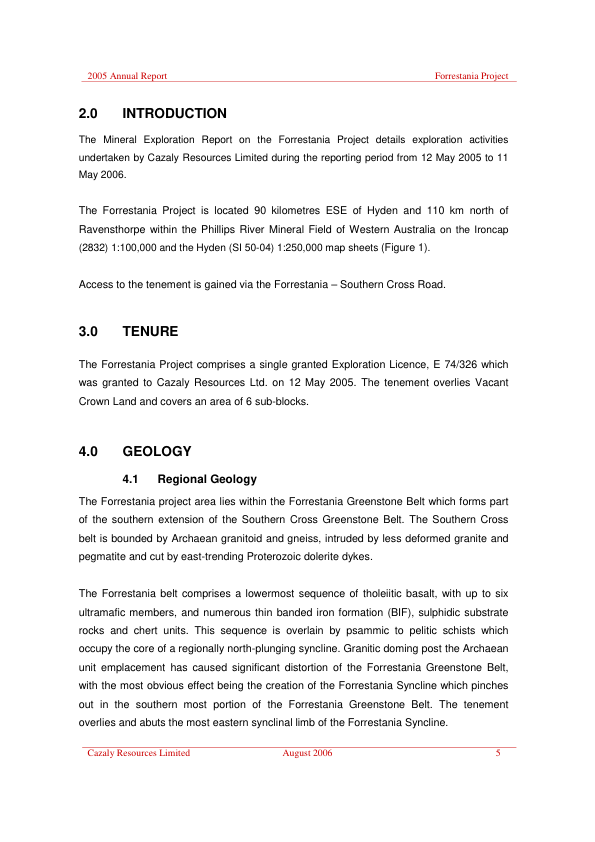 2005 Annual Report Forrestania Project
2.0 INTRODUCTION
The Mineral Exploration Report on the Forrestania Project details exploration activities
undertaken by Cazaly Resources Limited during the reporting period from 12 May 2005 to 11
May 2006.
The Forrestania Project is located 90 kilometres ESE of Hyden and 110 km north of
Ravensthorpe within the Phillips River Mineral Field of Western Australia on the Ironcap
(2832) 1:100,000 and the Hyden (SI 50-04) 1:250,000 map sheets (Figure 1).
Access to the tenement is gained via the Forrestania – Southern Cross Road.
3.0 TENURE
The Forrestania Project comprises a single granted Exploration Licence, E 74/326 which
was granted to Cazaly Resources Ltd. on 12 May 2005. The tenement overlies Vacant
Crown Land and covers an area of 6 sub-blocks.
4.0 GEOLOGY
4.1 Regional Geology
The Forrestania project area lies within the Forrestania Greenstone Belt which forms part
of the southern extension of the Southern Cross Greenstone Belt. The Southern Cross
belt is bounded by Archaean granitoid and gneiss, intruded by less deformed granite and
pegmatite and cut by east-trending Proterozoic dolerite dykes.
The Forrestania belt comprises a lowermost sequence of tholeiitic basalt, with up to six
ultramafic members, and numerous thin banded iron formation (BIF), sulphidic substrate
rocks and chert units. This sequence is overlain by psammic to pelitic schists which
occupy the core of a regionally north-plunging syncline. Granitic doming post the Archaean
unit emplacement has caused significant distortion of the Forrestania Greenstone Belt,
with the most obvious effect being the creation of the Forrestania Syncline which pinches
out in the southern most portion of the Forrestania Greenstone Belt. The tenement
overlies and abuts the most eastern synclinal limb of the Forrestania Syncline.
Cazaly Resources Limited August 2006 5